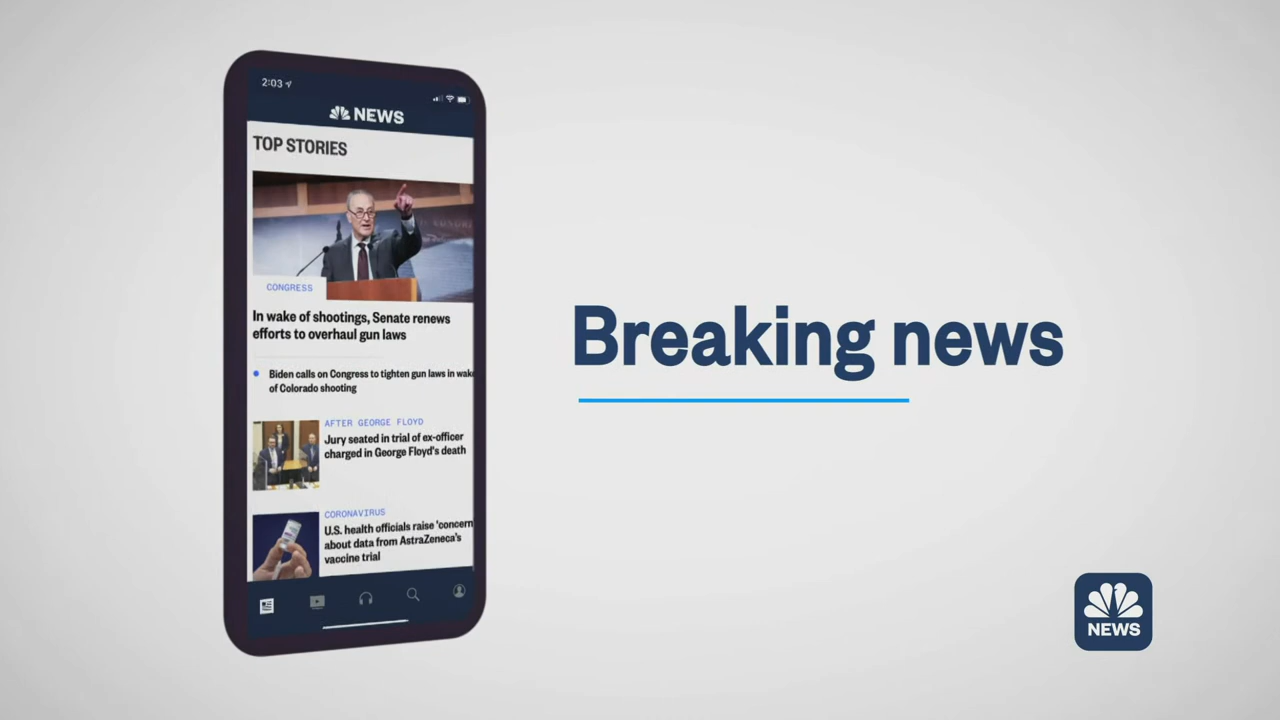 2:03
NEWS
TOP STORIES
CONGRESS
In wake of shootings, Senate renews
efforts to overhaul gun laws
Biden calls on Congress to tighten gun laws in wake
of Colorado shooting
AFTER GEORGE FLOYD
Jury seated in trial of ex-officer
charged in George Floyd's death
CORONAVIRUS
U.S. health officials raise 'concern
about data from AstraZeneca's
vaccine trial
Breaking news
NEWS